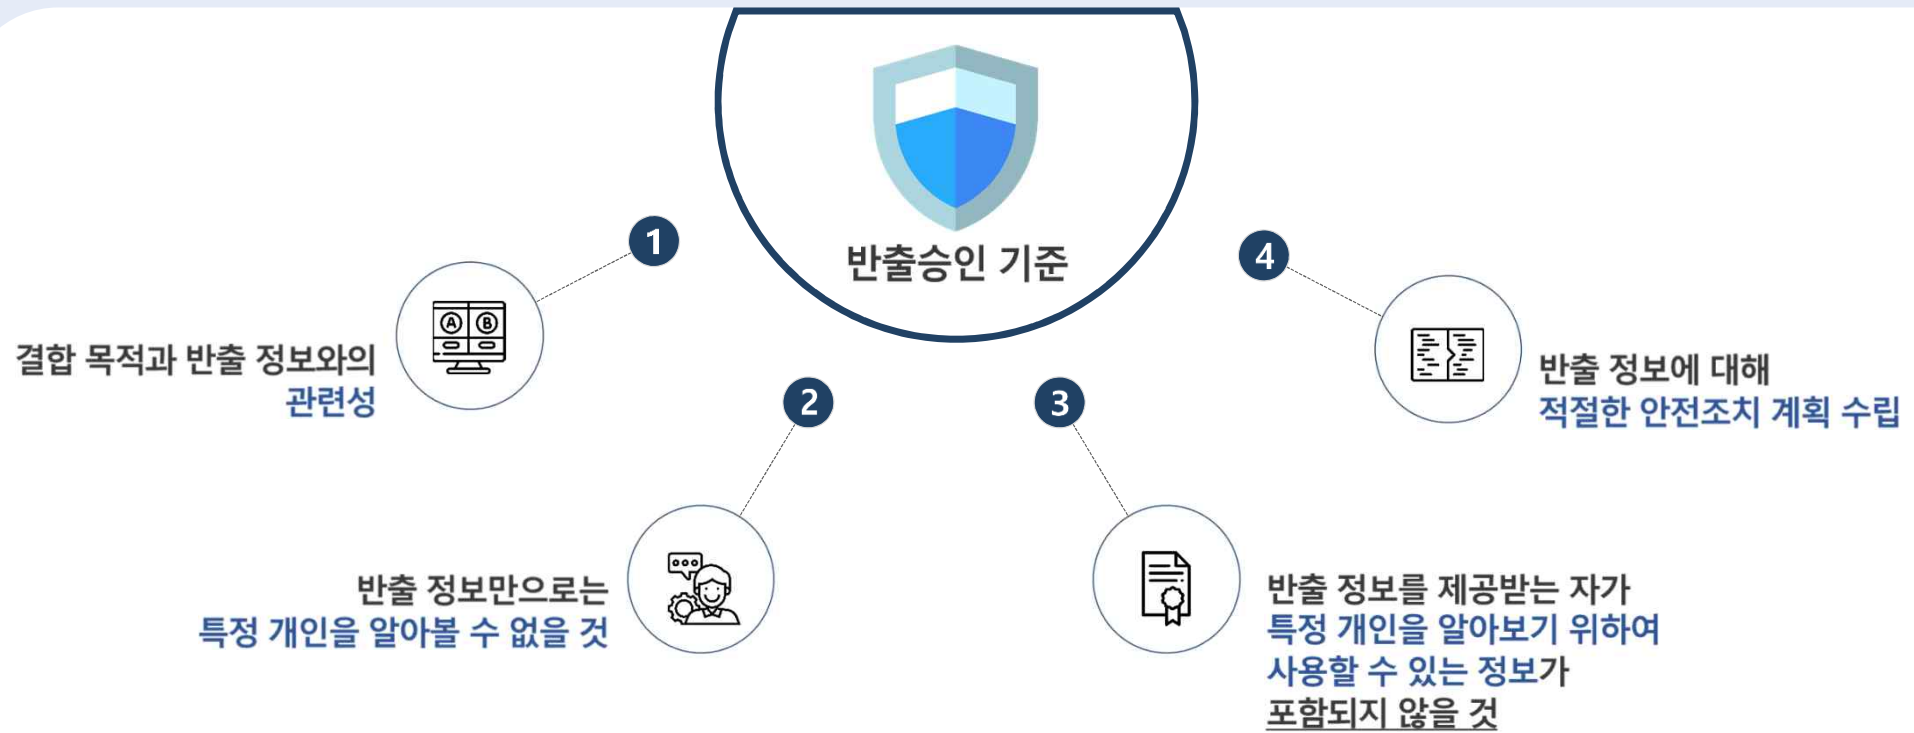 반출승인 기준
1
결합 목적과 반출 정보와의
관련성
A B
2
반출 정보만으로는
특정 개인을 알아볼 수 없을 것
3
반출 정보를 제공받는 자가
특정 개인을 알아보기 위하여
사용할 수 있는 정보가
포함되지 않을 것
4
반출 정보에 대해
적절한 안전조치 계획 수립